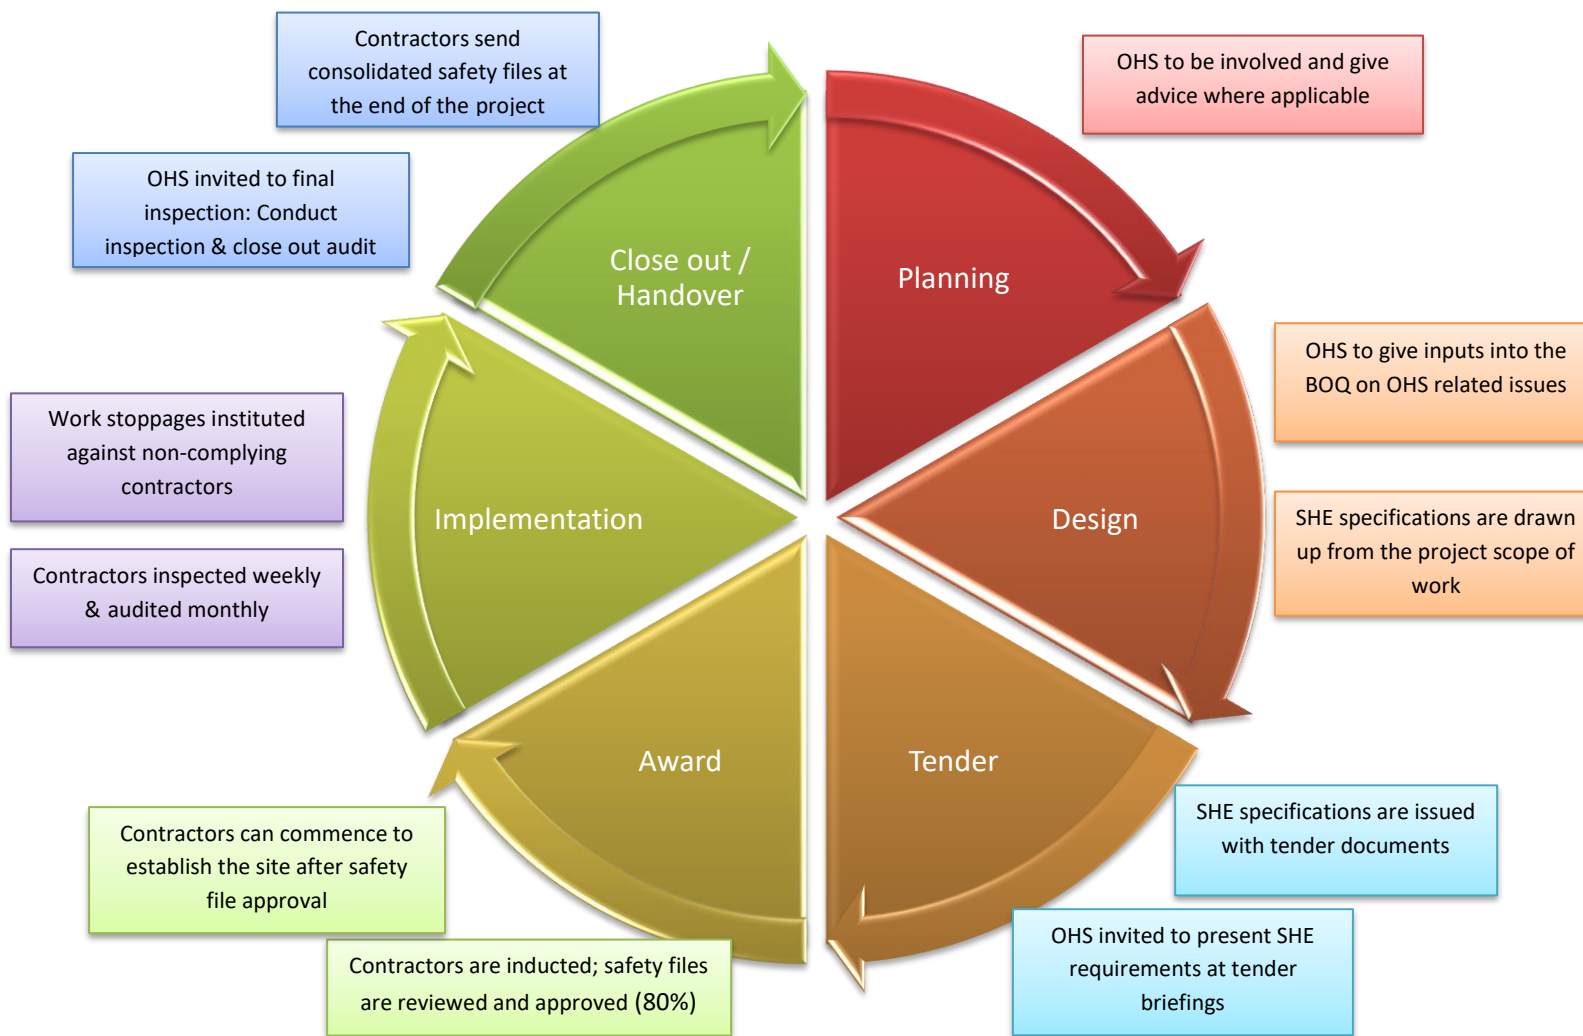 Contractors send
consolidated safety files at
the end of the project
OHS to be involved and give
advice where applicable
OHS invited to final
inspection: Conduct
inspection & close out audit
Close out /
Handover
Planning
OHS to give inputs into the
BOQ on OHS related issues
Work stoppages instituted
against non-complying
contractors
Implementation
Design
SHE specifications are drawn
up from the project scope of
work
Contractors inspected weekly
& audited monthly
Award
Tender
SHE specifications are issued
with tender documents
Contractors can commence to
establish the site after safety
file approval
OHS invited to present SHE
requirements at tender
briefings
Contractors are inducted; safety files
are reviewed and approved (80%)